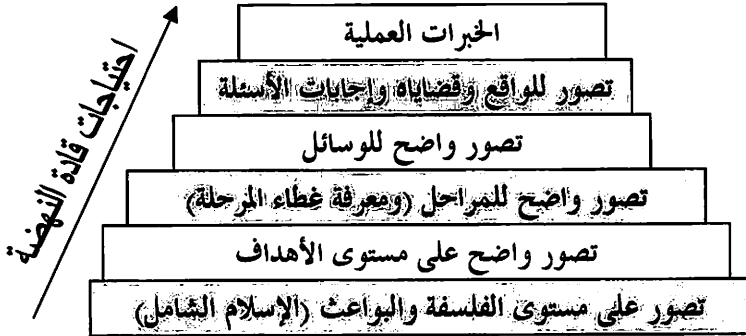 الخبرات العملية
تصور للواقع وقضاياه وإجابات الأسئلة
تصور واضح للوسائل
تصور واضح للمراحل (ومعرفة غطاء المرحلة)
تصور واضح على مستوى الأهداف
تصور على مستوى الفلسفة والبواعث (الإسلام الشامل)
احتياجات قادة النهضة